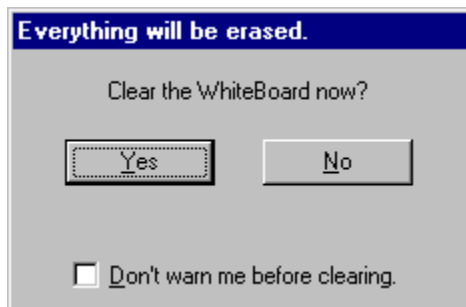 Everything will be erased.
Clear the WhiteBoard now?
Yes No
Don't warn me before clearing.